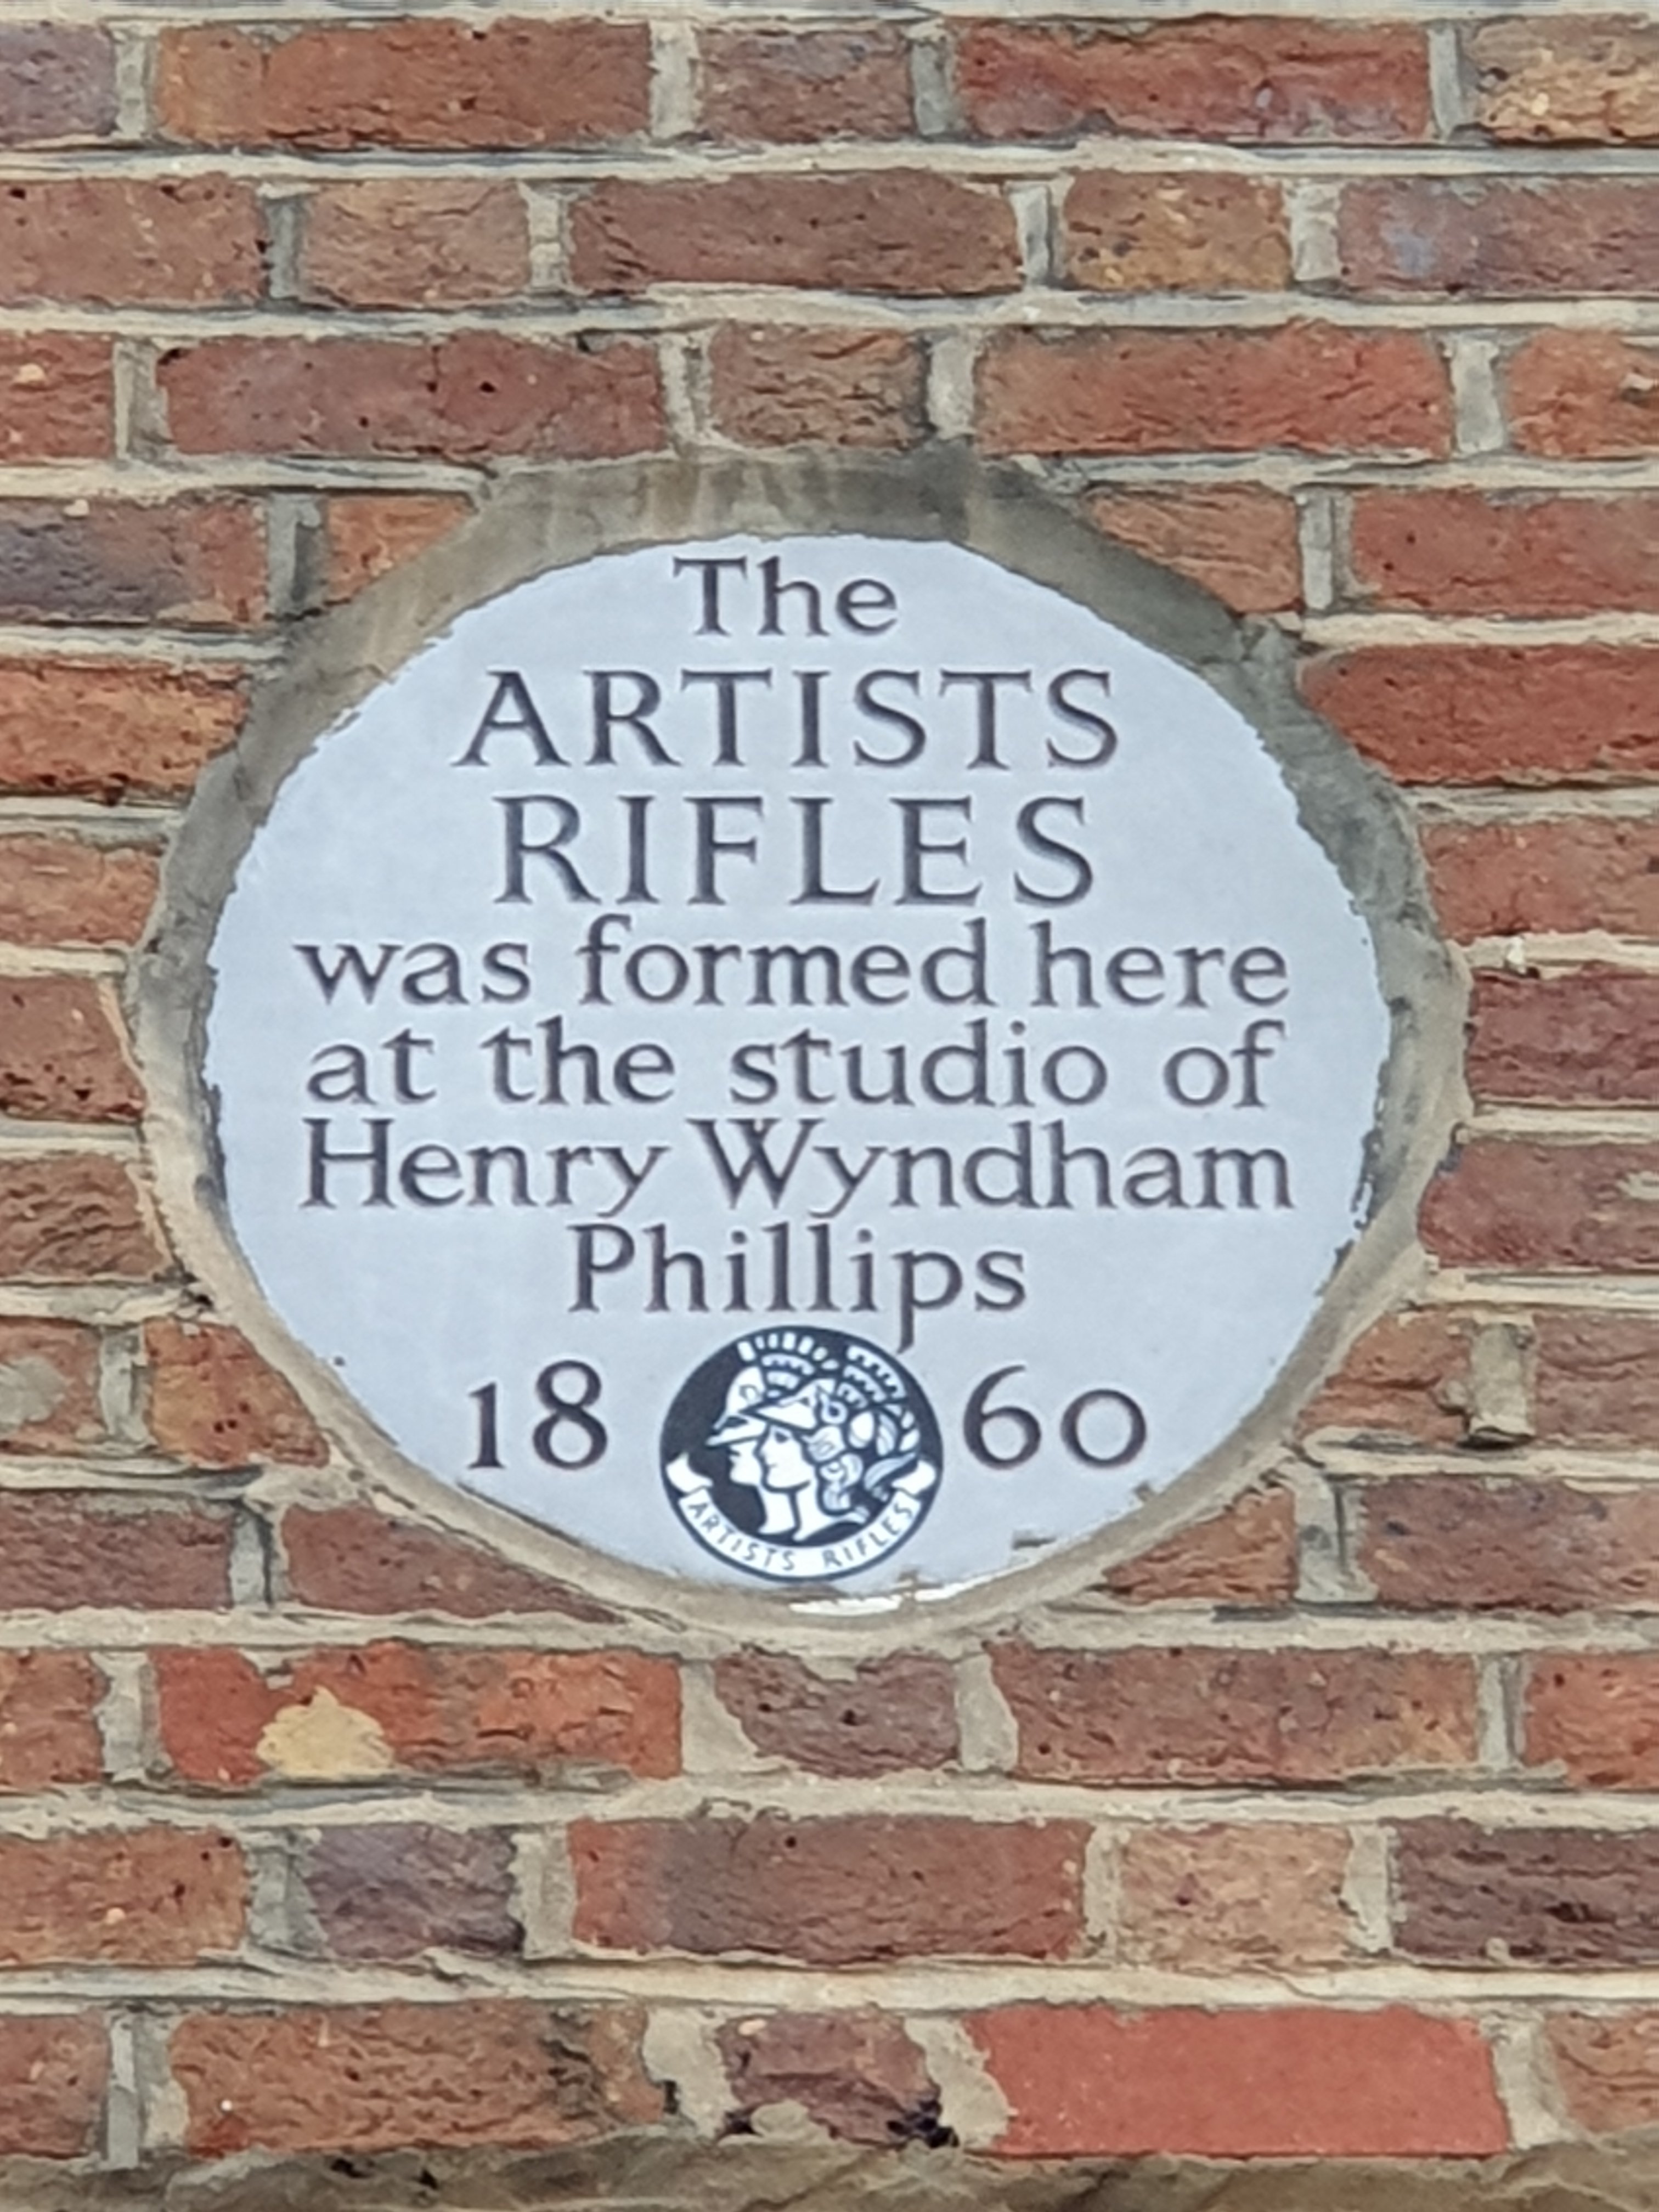 The
ARTISTS
RIFLES
was formed here
at the studio of
Henry Wyndham
Phillips
18 60
ARTISTS RIFLES